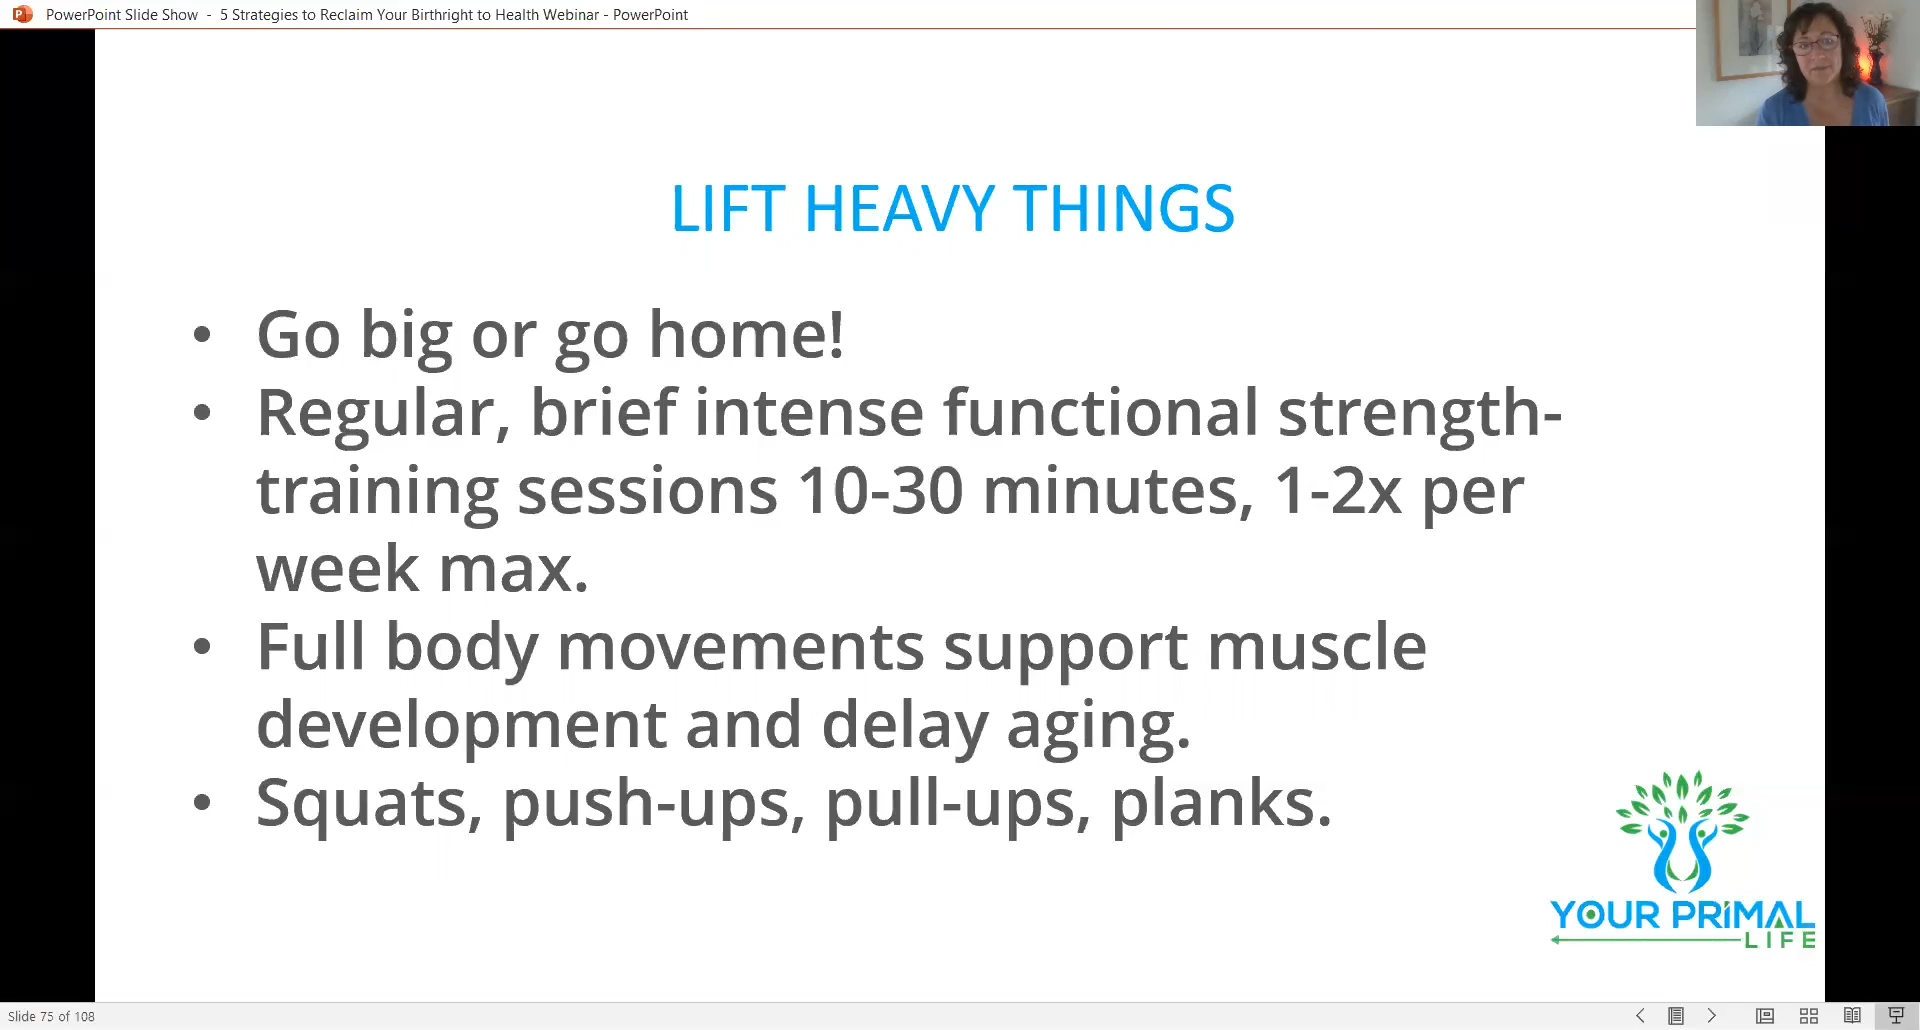 PowerPoint Slide Show - 5 Strategies to Reclaim Your Birthright to Health Webinar - PowerPoint
LIFT HEAVY THINGS
• Go big or go home!
• Regular, brief intense functional strength-
training sessions 10-30 minutes, 1-2x per
week max.
• Full body movements support muscle
development and delay aging.
• Squats, push-ups, pull-ups, planks.
YOUR PRIMAL
LIFE
Slide 75 of 108